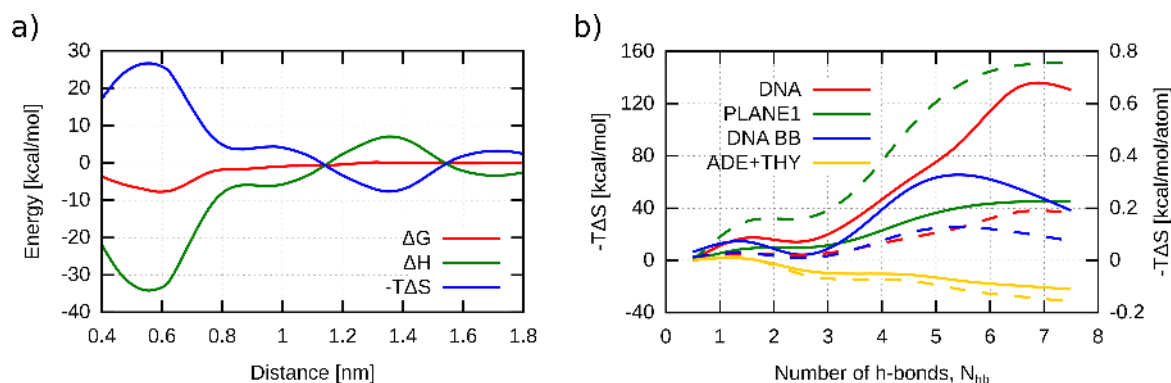 a)
Energy [kcal/mol]
30
20
10
0
-10
-20
-30
-40
ΔG
ΔH
-TΔS
0.4 0.6 0.8 1 1.2 1.4 1.6 1.8
Distance [nm]
b)
-TΔS [kcal/mol]
160
120
80
40
0
-40
DNA
PLANE1
DNA BB
ADE+THY
0 1 2 3 4 5 6 7 8
Number of h-bonds, Nhb
0.8
0.6
0.4
0.2
0
-0.2
-TΔS [kcal/mol/atom]